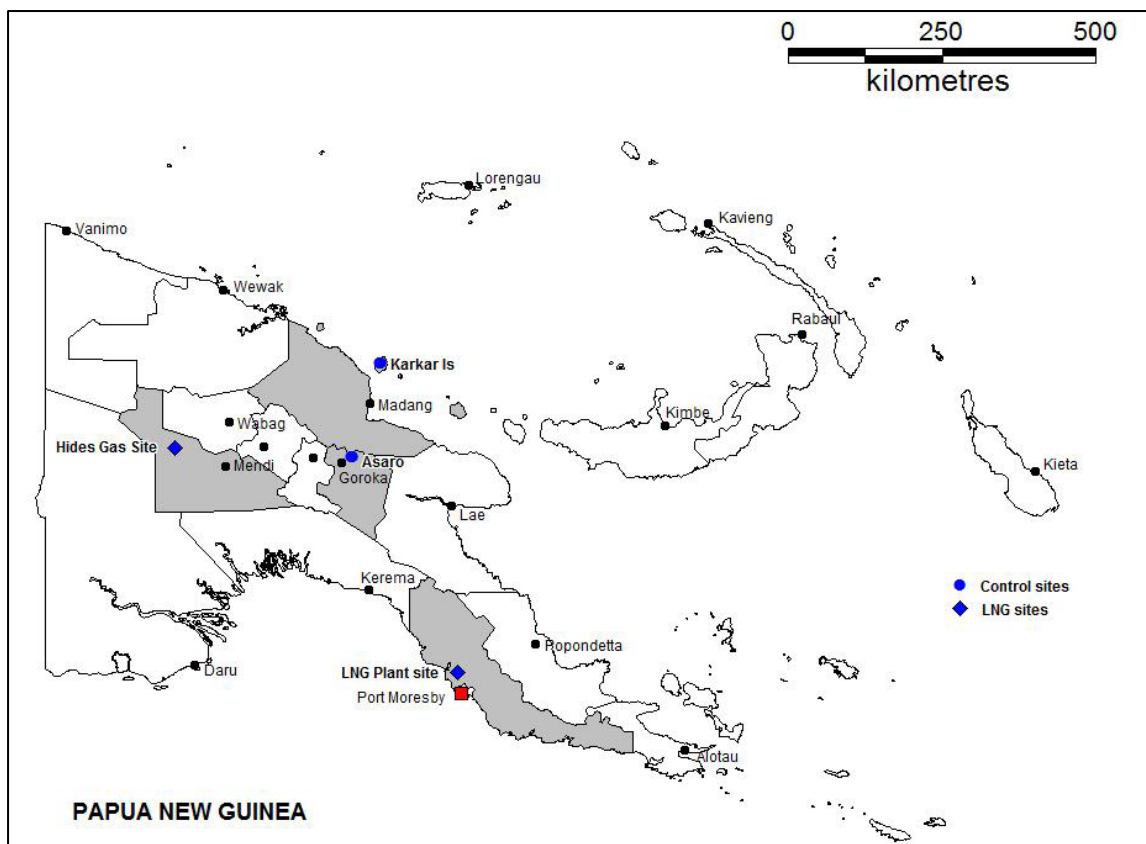 0 250 500
kilometres
Lorengau
Kavieng
Vanimo
Wewak
Rabaul
Karkar Is
Madang
Kimbe
Wabag
Hides Gas Site
Mendi
Asaro
Goroka
Kieta
Lae
Kerema
Control sites
LNG sites
Popondetta
Daru
LNG Plant site
Port Moresby
Alotau
PAPUA NEW GUINEA